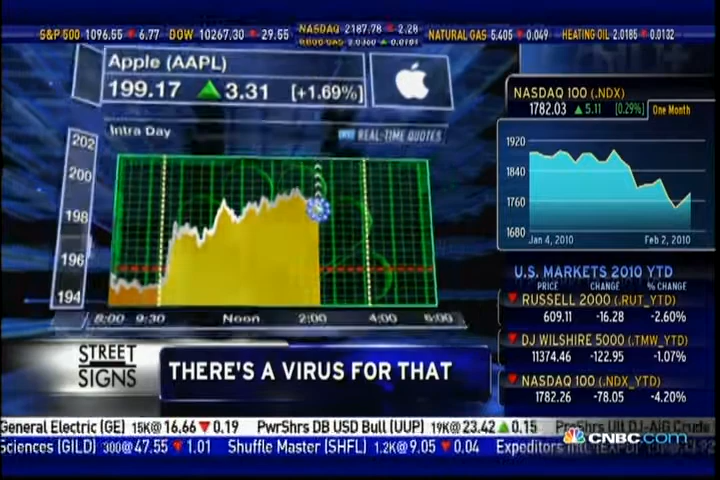 S&P 500 1096.55 ▼ 6.77 DOW 10267.30 ▼ 29.55 NASDAQ 2187.78 ▼ 2.28 NATURAL GAS 5.405 ▼ 0.049 HEATING OIL 2.0185 ▼ 0.0132
RBOB GAS
Apple (AAPL)
199.17 ▲ 3.31 [+1.69%]
Intra Day
REAL-TIME QUOTES
202
200
198
196
194
8:00 9:30 Noon 2:00 4:00 6:00
NASDAQ 100 (.NDX)
1782.03 ▲ 5.11 [0.29%] One Month
1920
1840
1760
1680
Jan 4, 2010 Feb 2, 2010
U.S. MARKETS 2010 YTD
PRICE CHANGE % CHANGE
▼ RUSSELL 2000 (.RUT_YTD)
609.11 -16.28 -2.60%
▼ DJ WILSHIRE 5000 (.TMW_YTD)
11374.46 -122.95 -1.07%
▼ NASDAQ 100 (.NDX_YTD)
1782.26 -78.05 -4.20%
STREET SIGNS
THERE'S A VIRUS FOR THAT
General Electric (GE) 15K@16.66 ▼ 0.19 PwrShrs DB USD Bull (UUP) 19K@23.42 ▲ 0.15 ProShrs Ult DJ-AIG Crude
CNBC.com
Sciences (GILD) 300@47.55 ▼ 1.01 Shuffle Master (SHFL) 1.2K@9.05 ▼ 0.04 Expeditors